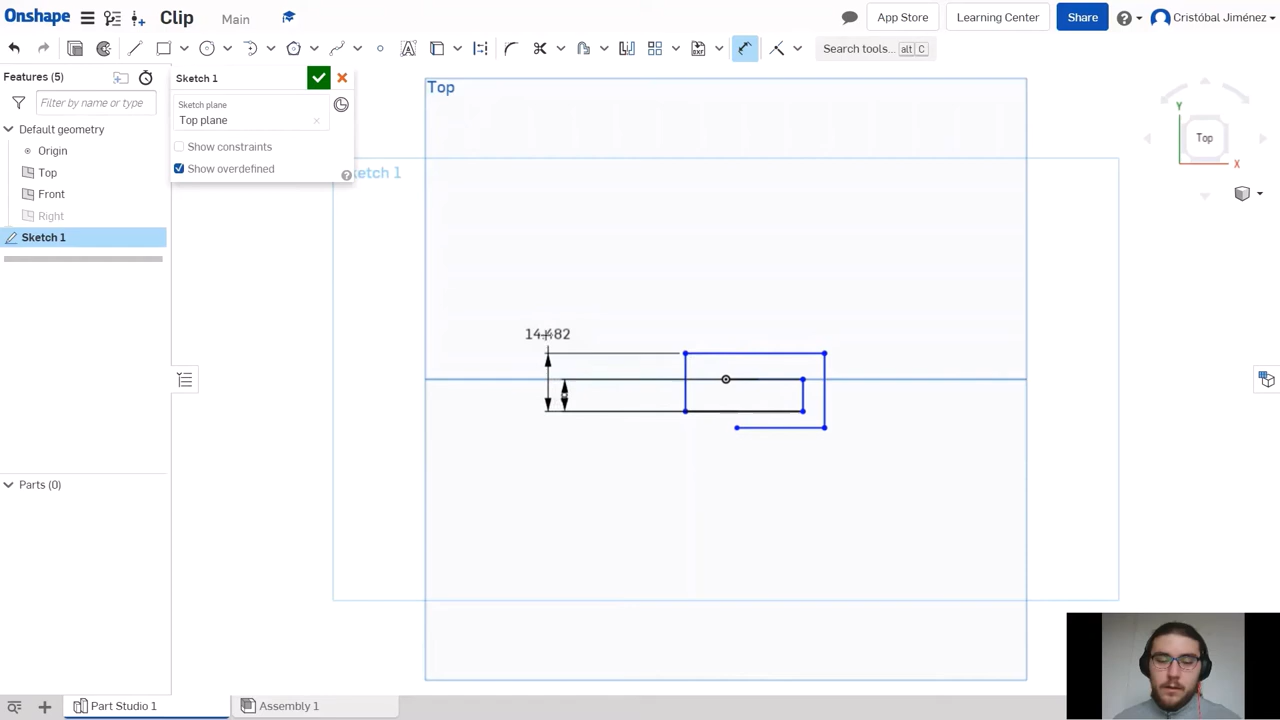 Onshape
Clip
Main
App Store
Learning Center
Share
Cristóbal Jiménez
Search tools...
alt
C
Features (5)
Filter by name or type
Default geometry
Origin
Top
Front
Right
Sketch 1
Parts (0)
Sketch 1
Sketch plane
Top plane
Show constraints
Show overdefined
Top
Sketch 1
14.482
Y
Top
X
Part Studio 1
Assembly 1